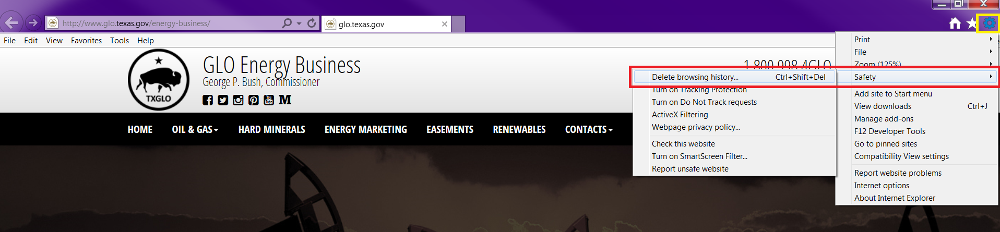 http://www.glo.texas.gov/energy-business/
glo.texas.gov
File Edit View Favorites Tools Help
GLO Energy Business
George P. Bush, Commissioner
TXGLO
You Tube
M
1 800 998 4GLO
HOME OIL & GAS HARD MINERALS ENERGY MARKETING EASEMENTS RENEWABLES CONTACTS
Delete browsing history... Ctrl+Shift+Del
Turn on Tracking Protection
Turn on Do Not Track requests
ActiveX Filtering
Webpage privacy policy...
Check this website
Turn on SmartScreen Filter...
Report unsafe website
Print
File
Zoom (125%)
Safety
Add site to Start menu
View downloads Ctrl+J
Manage add-ons
F12 Developer Tools
Go to pinned sites
Compatibility View settings
Report website problems
Internet options
About Internet Explorer